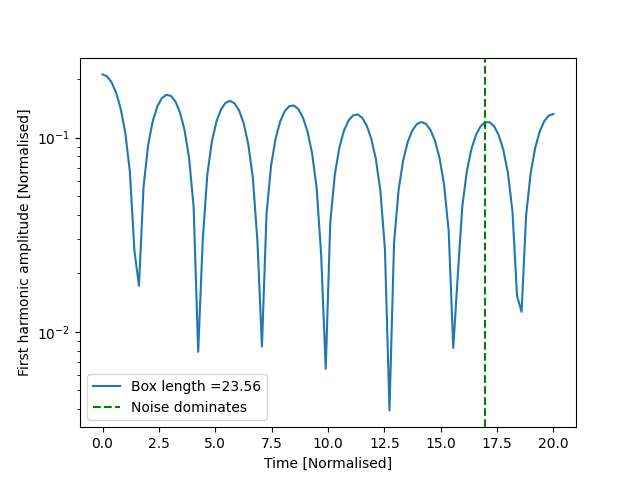 First harmonic amplitude [Normalised]
10⁻¹
10⁻²
Box length =23.56
Noise dominates
0.0 2.5 5.0 7.5 10.0 12.5 15.0 17.5 20.0
Time [Normalised]